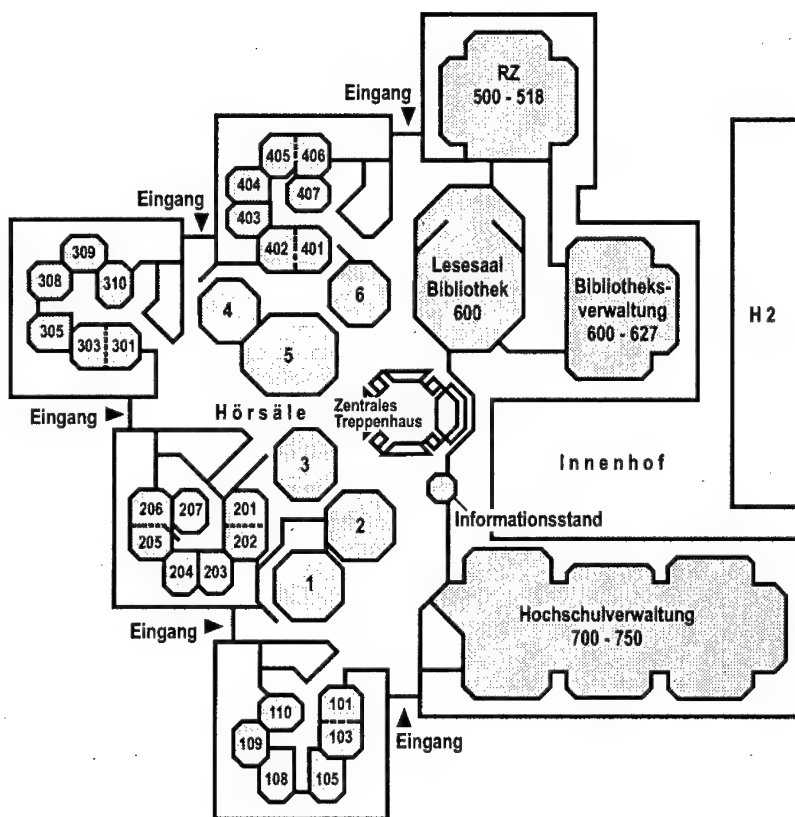 RZ
500 - 518
Eingang
405 406
404
407
403
402 401
Eingang
309
308
310
305
303 301
4
6
5
Lesesaal
Bibliothek
600
Bibliotheks-
verwaltung
600 - 627
H 2
Eingang
Hörsäle
Zentrales
Treppenhaus
3
Innenhof
206 207
201
205
202
204 203
2
Informationsstand
1
Eingang
Hochschulverwaltung
700 - 750
101
110
103
109
108
105
Eingang